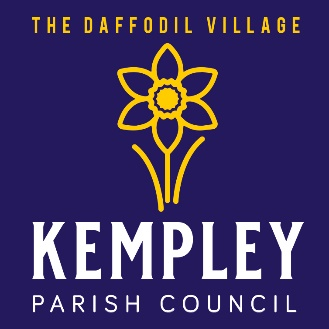 THE DAFFODIL VILLAGE
KEMPLEY
PARISH COUNCIL